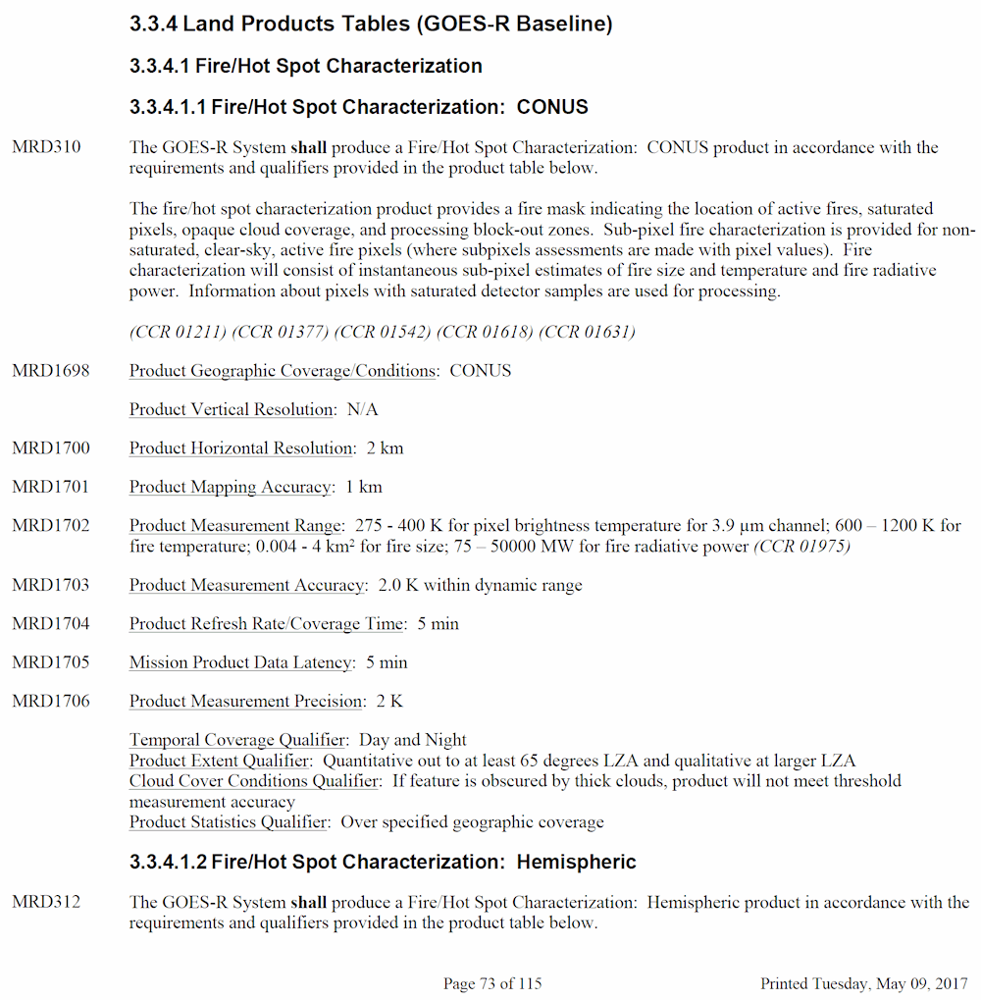 3.3.4 Land Products Tables (GOES-R Baseline)
3.3.4.1 Fire/Hot Spot Characterization
3.3.4.1.1 Fire/Hot Spot Characterization:  CONUS
MRD310 The GOES-R System shall produce a Fire/Hot Spot Characterization:  CONUS product in accordance with the
requirements and qualifiers provided in the product table below.
The fire/hot spot characterization product provides a fire mask indicating the location of active fires, saturated
pixels, opaque cloud coverage, and processing block-out zones.  Sub-pixel fire characterization is provided for non-
saturated, clear-sky, active fire pixels (where subpixels assessments are made with pixel values).  Fire
characterization will consist of instantaneous sub-pixel estimates of fire size and temperature and fire radiative
power.  Information about pixels with saturated detector samples are used for processing.
(CCR 01211) (CCR 01377) (CCR 01542) (CCR 01618) (CCR 01631)
MRD1698 Product Geographic Coverage/Conditions:  CONUS
Product Vertical Resolution:  N/A
MRD1700 Product Horizontal Resolution:  2 km
MRD1701 Product Mapping Accuracy:  1 km
MRD1702 Product Measurement Range:  275 - 400 K for pixel brightness temperature for 3.9 µm channel; 600 – 1200 K for
fire temperature; 0.004 - 4 km² for fire size; 75 – 50000 MW for fire radiative power (CCR 01975)
MRD1703 Product Measurement Accuracy:  2.0 K within dynamic range
MRD1704 Product Refresh Rate/Coverage Time:  5 min
MRD1705 Mission Product Data Latency:  5 min
MRD1706 Product Measurement Precision:  2 K
Temporal Coverage Qualifier:  Day and Night
Product Extent Qualifier:  Quantitative out to at least 65 degrees LZA and qualitative at larger LZA
Cloud Cover Conditions Qualifier:  If feature is obscured by thick clouds, product will not meet threshold
measurement accuracy
Product Statistics Qualifier:  Over specified geographic coverage
3.3.4.1.2 Fire/Hot Spot Characterization:  Hemispheric
MRD312 The GOES-R System shall produce a Fire/Hot Spot Characterization:  Hemispheric product in accordance with the
requirements and qualifiers provided in the product table below.
Page 73 of 115 Printed Tuesday, May 09, 2017